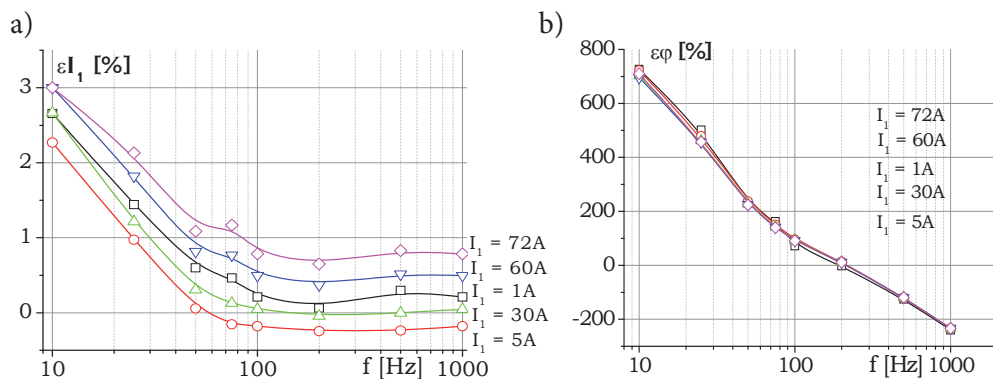 a)
εI₁ [%]
3
2
1
0
10
100
1000
f [Hz]
I₁ = 72A
I₁ = 60A
I₁ = 1A
I₁ = 30A
I₁ = 5A
b)
εφ [%]
800
600
400
200
0
-200
10
100
1000
f [Hz]
I₁ = 72A
I₁ = 60A
I₁ = 1A
I₁ = 30A
I₁ = 5A